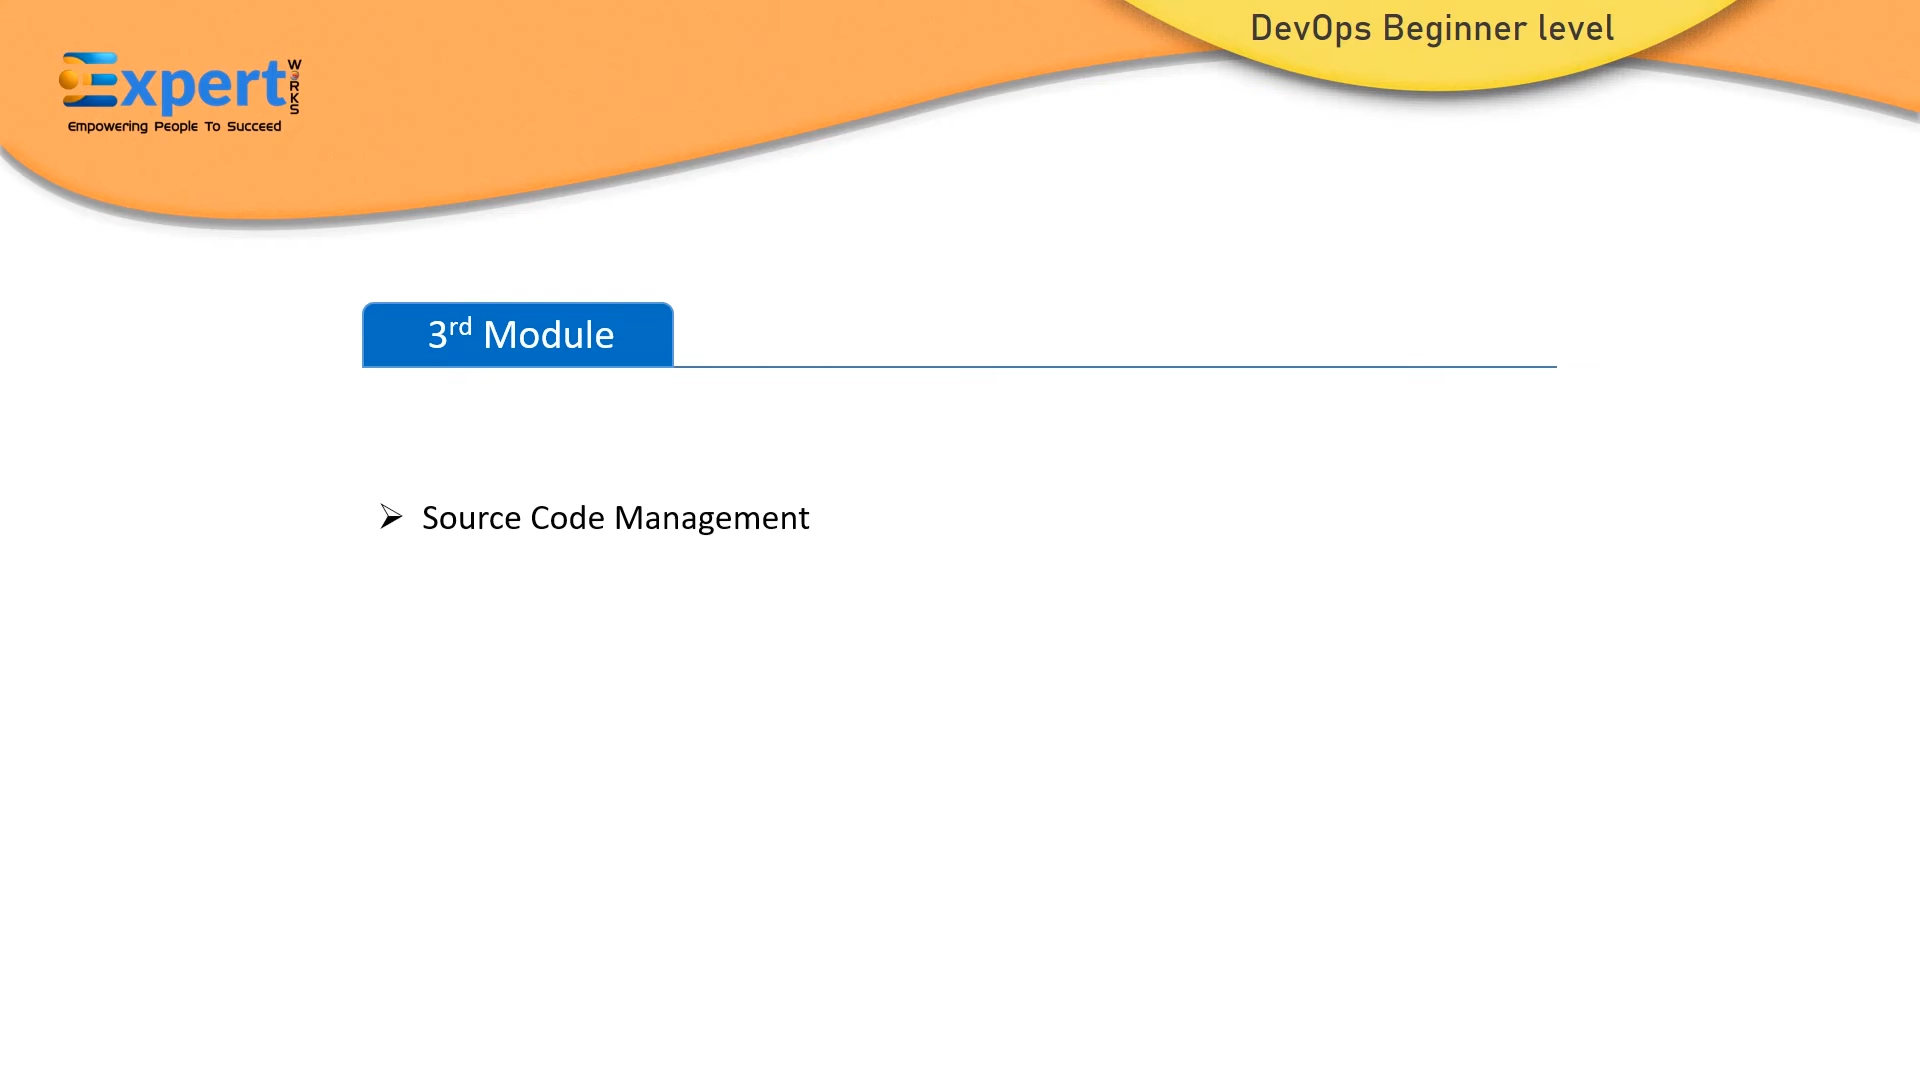 DevOps Beginner level
Expert
WORKS
Empowering People To Succeed
3rd Module
➢ Source Code Management